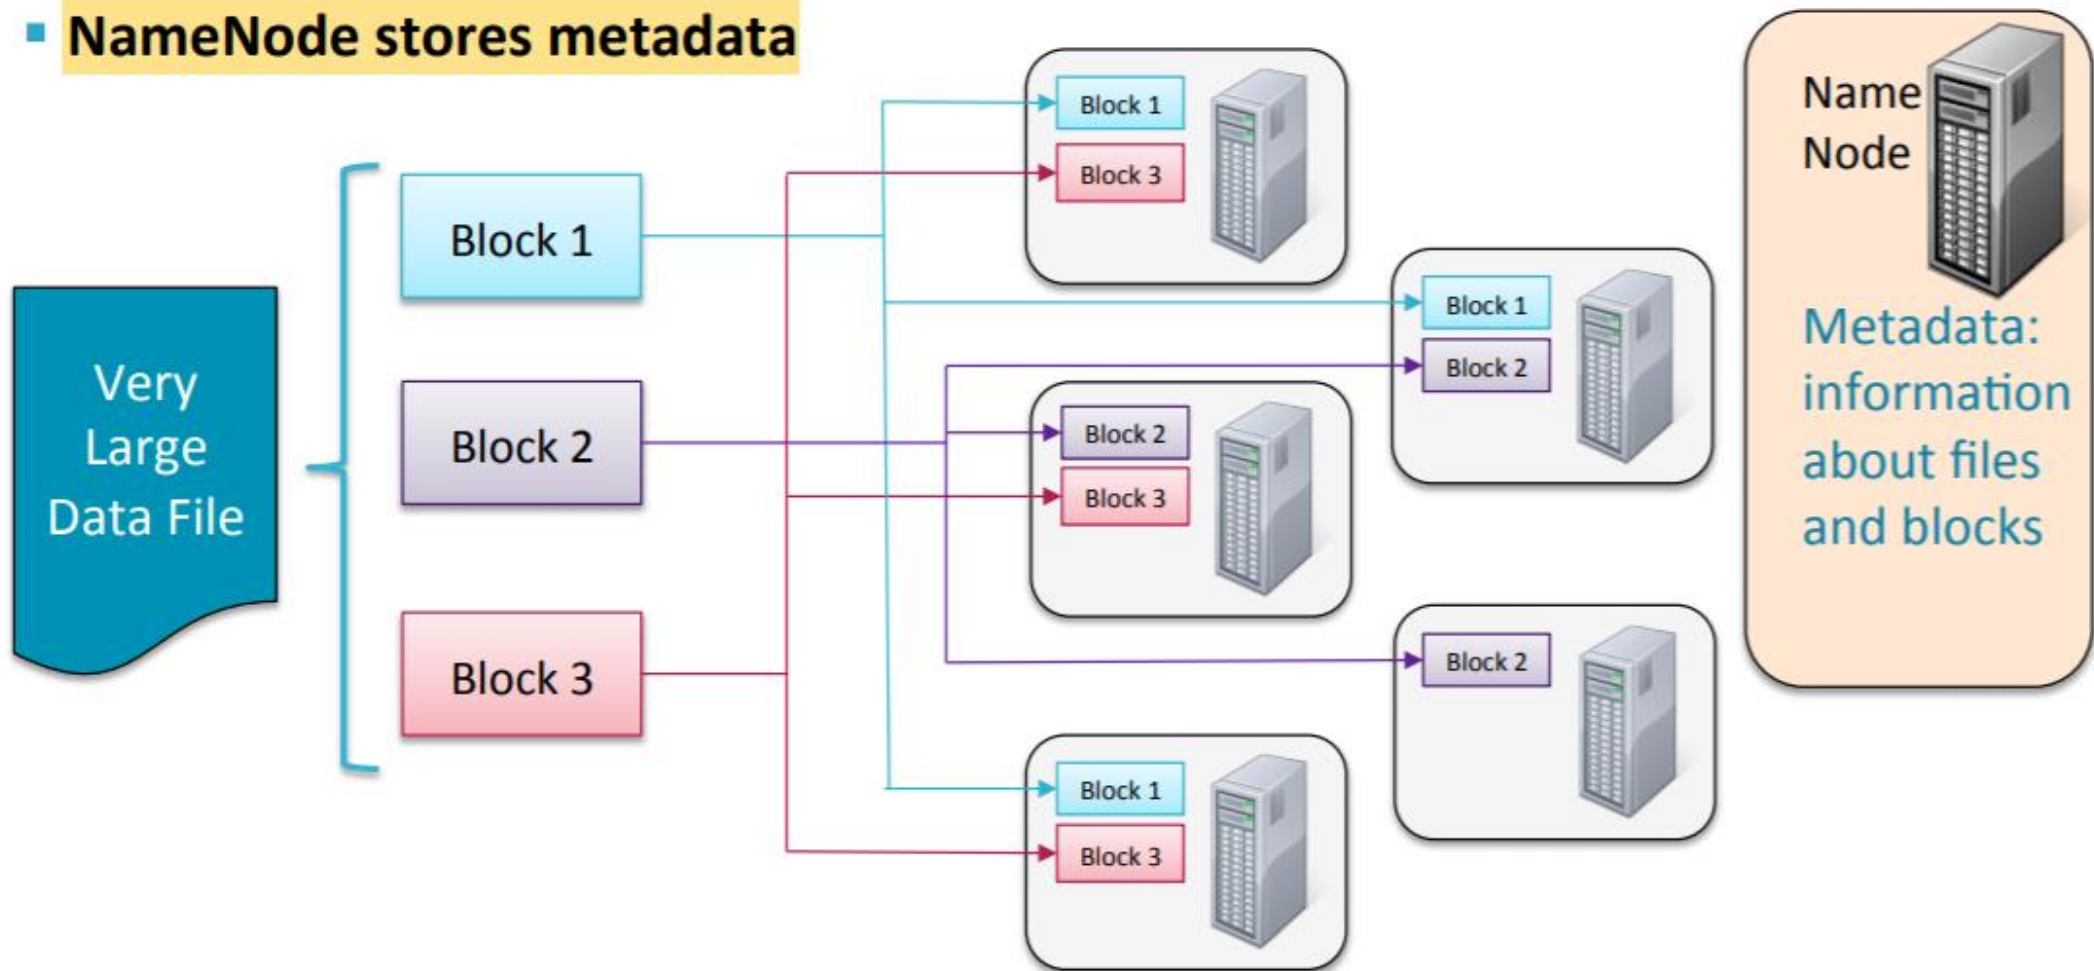 NameNode stores metadata
Very
Large
Data File
Block 1
Block 2
Block 3
Block 1
Block 3
Block 1
Block 2
Block 2
Block 3
Block 2
Block 1
Block 3
Name
Node
Metadata:
information
about files
and blocks